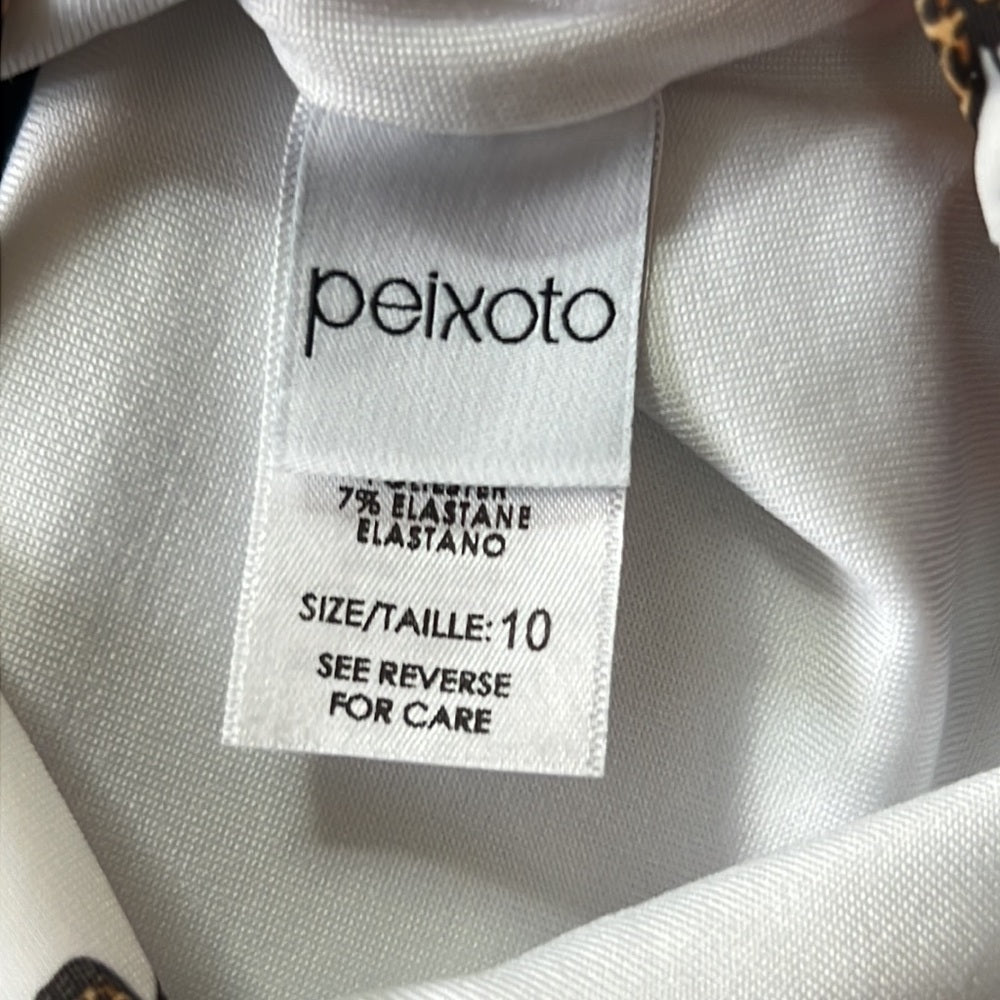 peixoto
7% ELASTANE
ELASTANO
SIZE/TAILLE: 10
SEE REVERSE
FOR CARE